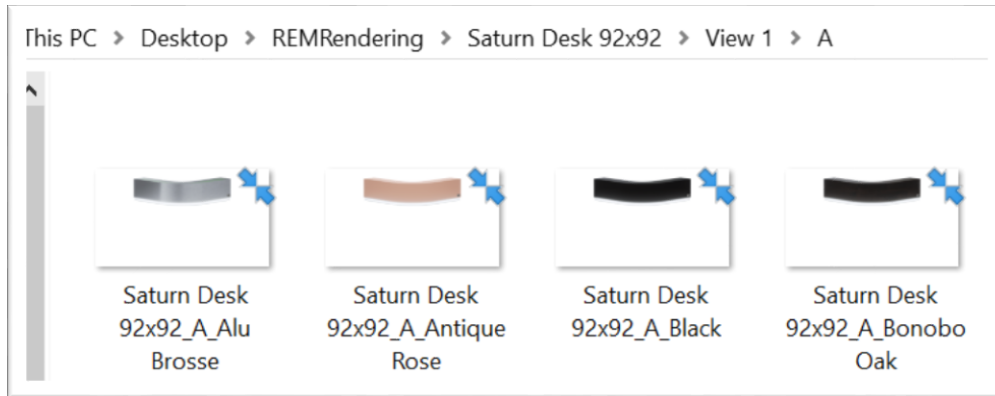 This PC > Desktop > REMRendering > Saturn Desk 92x92 > View 1 > A
Saturn Desk
92x92_A_Alu
Brosse
Saturn Desk
92x92_A_Antique
Rose
Saturn Desk
92x92_A_Black
Saturn Desk
92x92_A_Bonobo
Oak